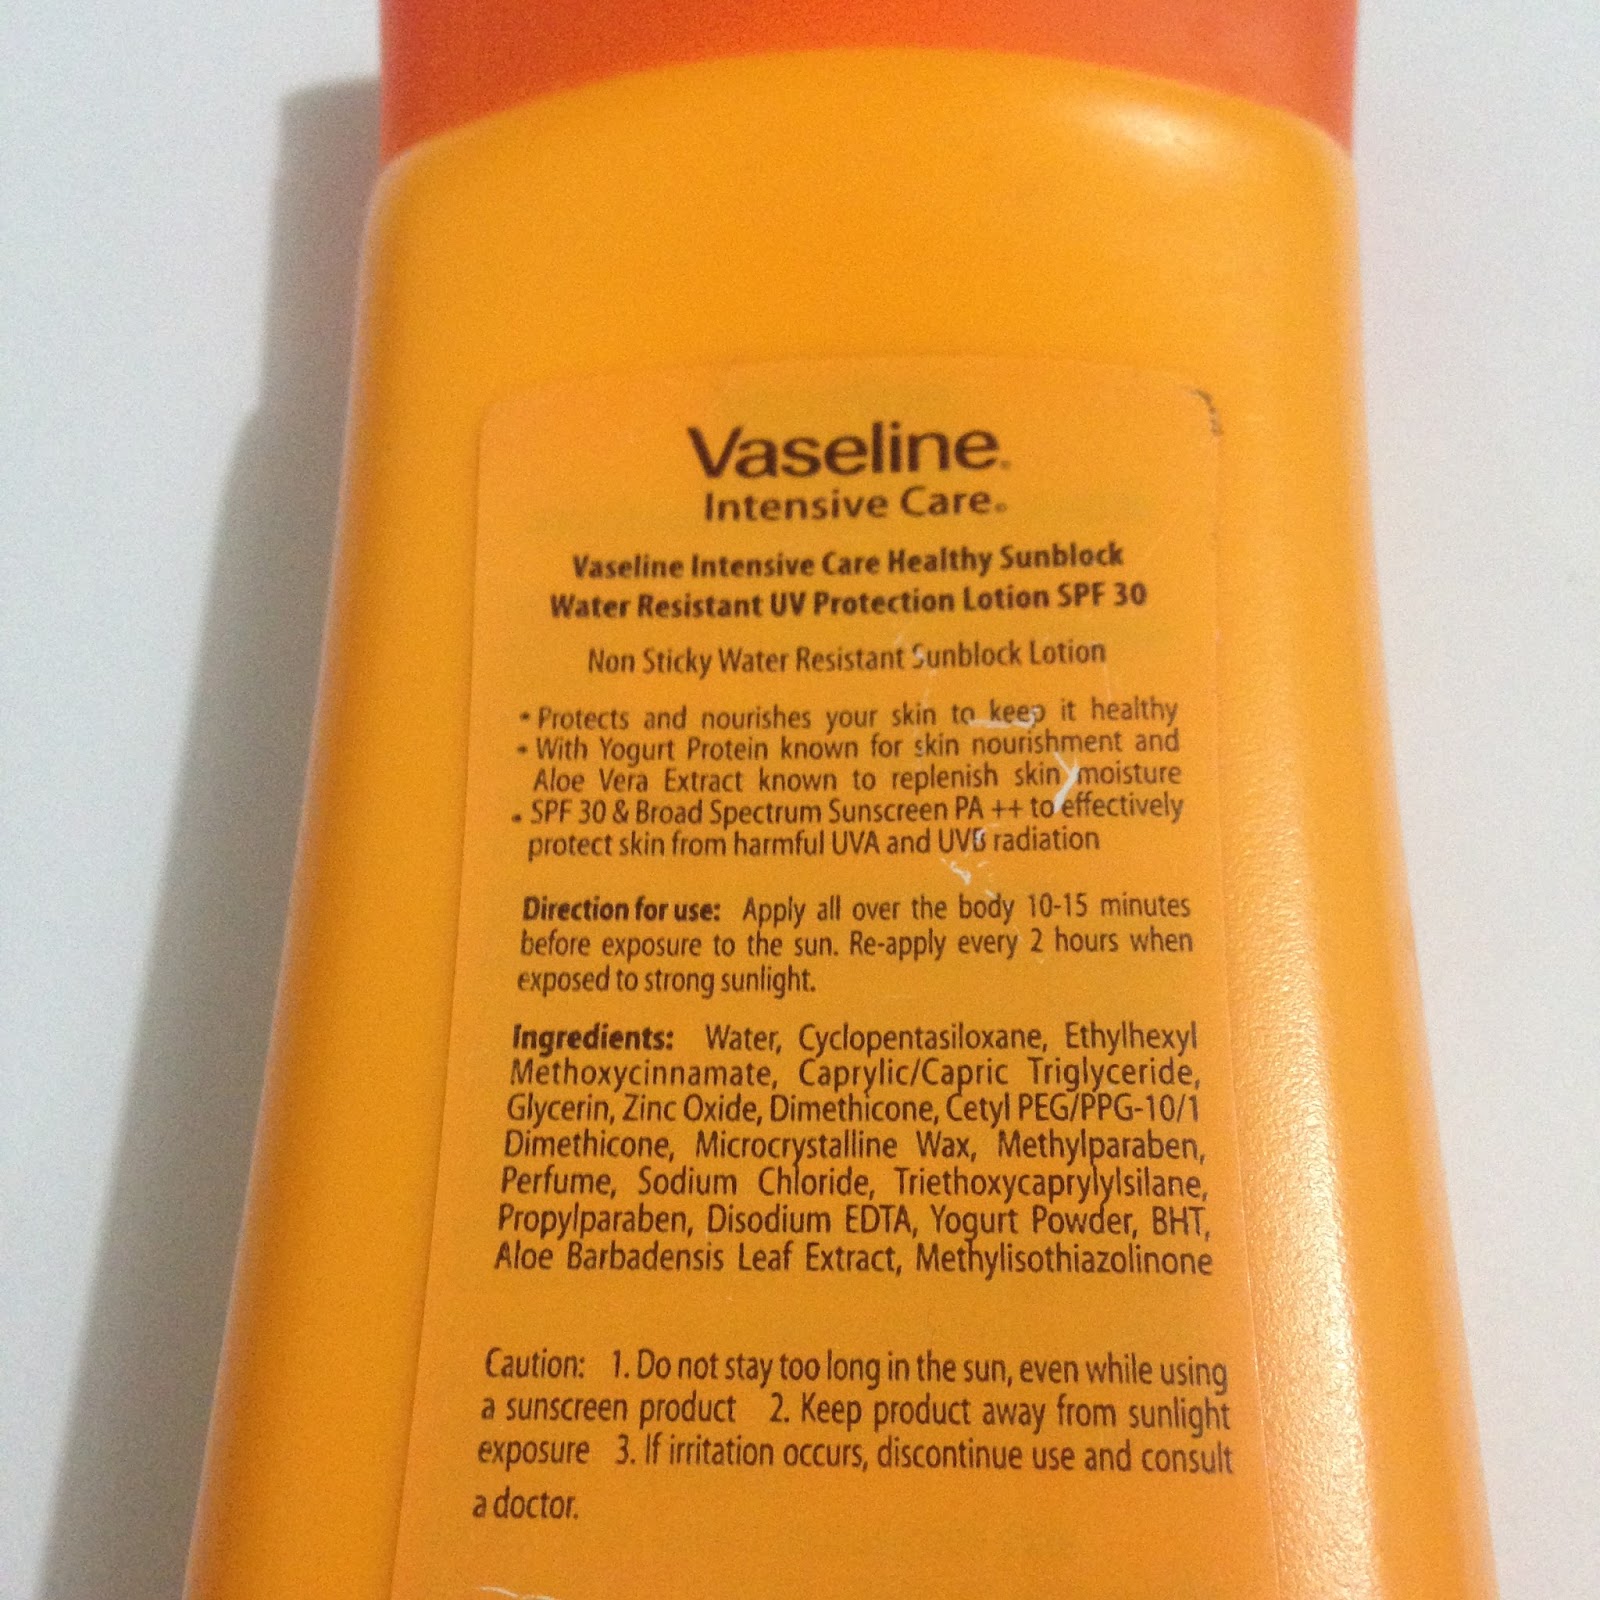 Vaseline®
Intensive Care®
Vaseline Intensive Care Healthy Sunblock
Water Resistant UV Protection Lotion SPF 30
Non Sticky Water Resistant Sunblock Lotion
• Protects and nourishes your skin to keep it healthy
• With Yogurt Protein known for skin nourishment and
Aloe Vera Extract known to replenish skin moisture
• SPF 30 & Broad Spectrum Sunscreen PA ++ to effectively
protect skin from harmful UVA and UVB radiation
Direction for use: Apply all over the body 10-15 minutes
before exposure to the sun. Re-apply every 2 hours when
exposed to strong sunlight.
Ingredients: Water, Cyclopentasiloxane, Ethylhexyl
Methoxycinnamate, Caprylic/Capric Triglyceride,
Glycerin, Zinc Oxide, Dimethicone, Cetyl PEG/PPG-10/1
Dimethicone, Microcrystalline Wax, Methylparaben,
Perfume, Sodium Chloride, Triethoxycaprylylsilane,
Propylparaben, Disodium EDTA, Yogurt Powder, BHT,
Aloe Barbadensis Leaf Extract, Methylisothiazolinone
Caution: 1. Do not stay too long in the sun, even while using
a sunscreen product 2. Keep product away from sunlight
exposure 3. If irritation occurs, discontinue use and consult
a doctor.